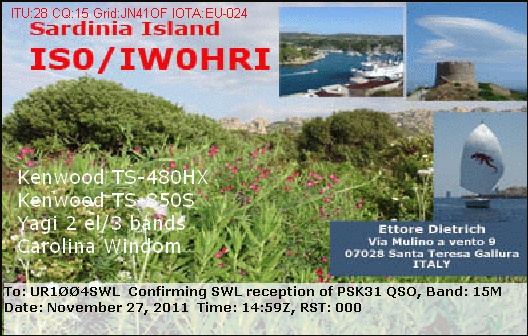 ITU:28 CQ:15 Grid:JN41OF IOTA:EU-024
Sardinia Island
IS0/IW0HRI
Kenwood TS-480HX
Kenwood TS-850S
Yagi 2 el/3 bands
Carolina Windom
Ettore Dietrich
Via Mulino a vento 9
07028 Santa Teresa Gallura
ITALY
To: UR1ØØ4SWL Confirming SWL reception of PSK31 QSO, Band: 15M
Date: November 27, 2011 Time: 14:59Z, RST: 000